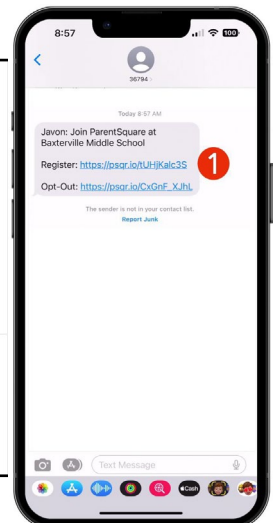 8:57
100
36794
Today 8:57 AM
Javon: Join ParentSquare at
Baxterville Middle School
Register: https://psqr.io/tUHjKalc3S
Opt-Out: https://psqr.io/CxGnF_XJhL
1
The sender is not in your contact list.
Report Junk
Text Message
Cash